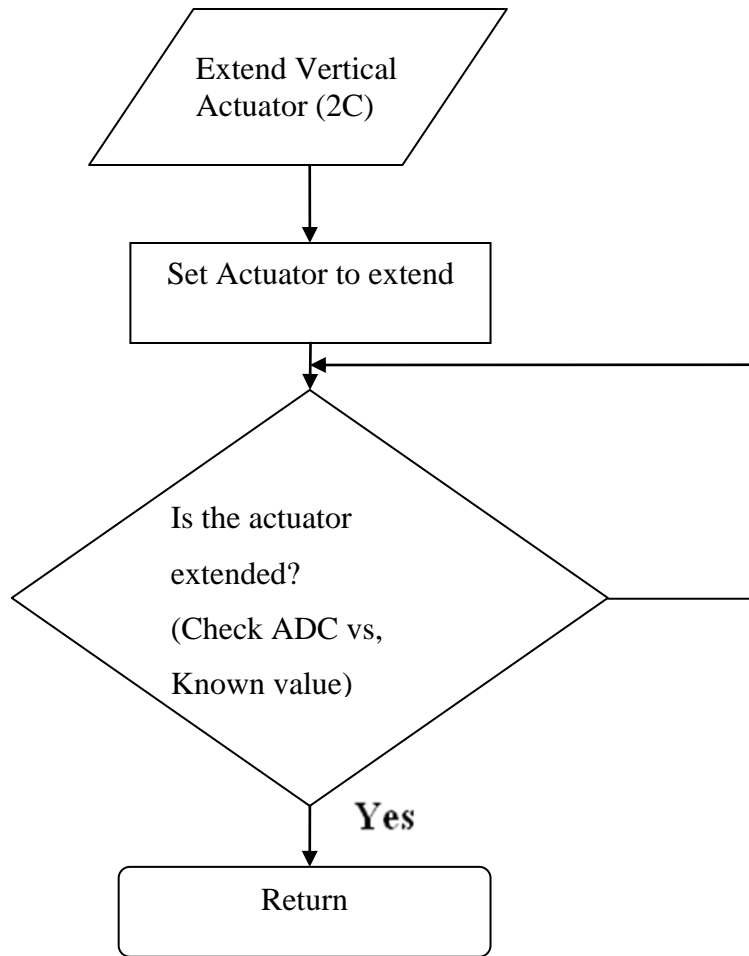 Extend Vertical
Actuator (2C)
Set Actuator to extend
Is the actuator
extended?
(Check ADC vs,
Known value)
Yes
Return